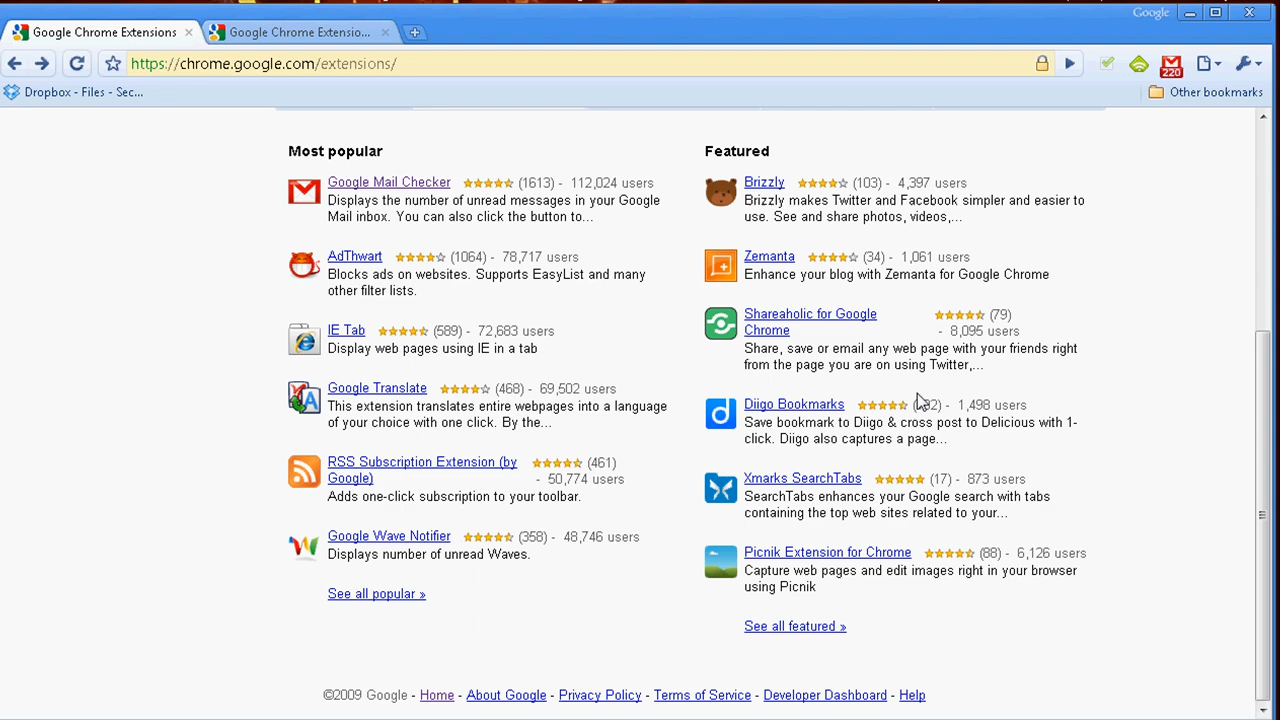 Google
Google Chrome Extensions
Google Chrome Extensio...
https://chrome.google.com/extensions/
220
Dropbox - Files - Sec...
Other bookmarks
Most popular
Google Mail Checker (1613) - 112,024 users
Displays the number of unread messages in your Google
Mail inbox. You can also click the button to...
AdThwart (1064) - 78,717 users
Blocks ads on websites. Supports EasyList and many
other filter lists.
IE Tab (589) - 72,683 users
Display web pages using IE in a tab
Google Translate (468) - 69,502 users
This extension translates entire webpages into a language
of your choice with one click. By the...
RSS Subscription Extension (by (461)
Google) - 50,774 users
Adds one-click subscription to your toolbar.
Google Wave Notifier (358) - 48,746 users
Displays number of unread Waves.
See all popular »
Featured
Brizzly (103) - 4,397 users
Brizzly makes Twitter and Facebook simpler and easier to
use. See and share photos, videos,...
Zemanta (34) - 1,061 users
Enhance your blog with Zemanta for Google Chrome
Shareaholic for Google (79)
Chrome - 8,095 users
Share, save or email any web page with your friends right
from the page you are on using Twitter,...
Diigo Bookmarks - 1,498 users
Save bookmark to Diigo & cross post to Delicious with 1-
click. Diigo also captures a page...
Xmarks SearchTabs (17) - 873 users
SearchTabs enhances your Google search with tabs
containing the top web sites related to your...
Picnik Extension for Chrome (88) - 6,126 users
Capture web pages and edit images right in your browser
using Picnik
See all featured »
©2009 Google - Home - About Google - Privacy Policy - Terms of Service - Developer Dashboard - Help